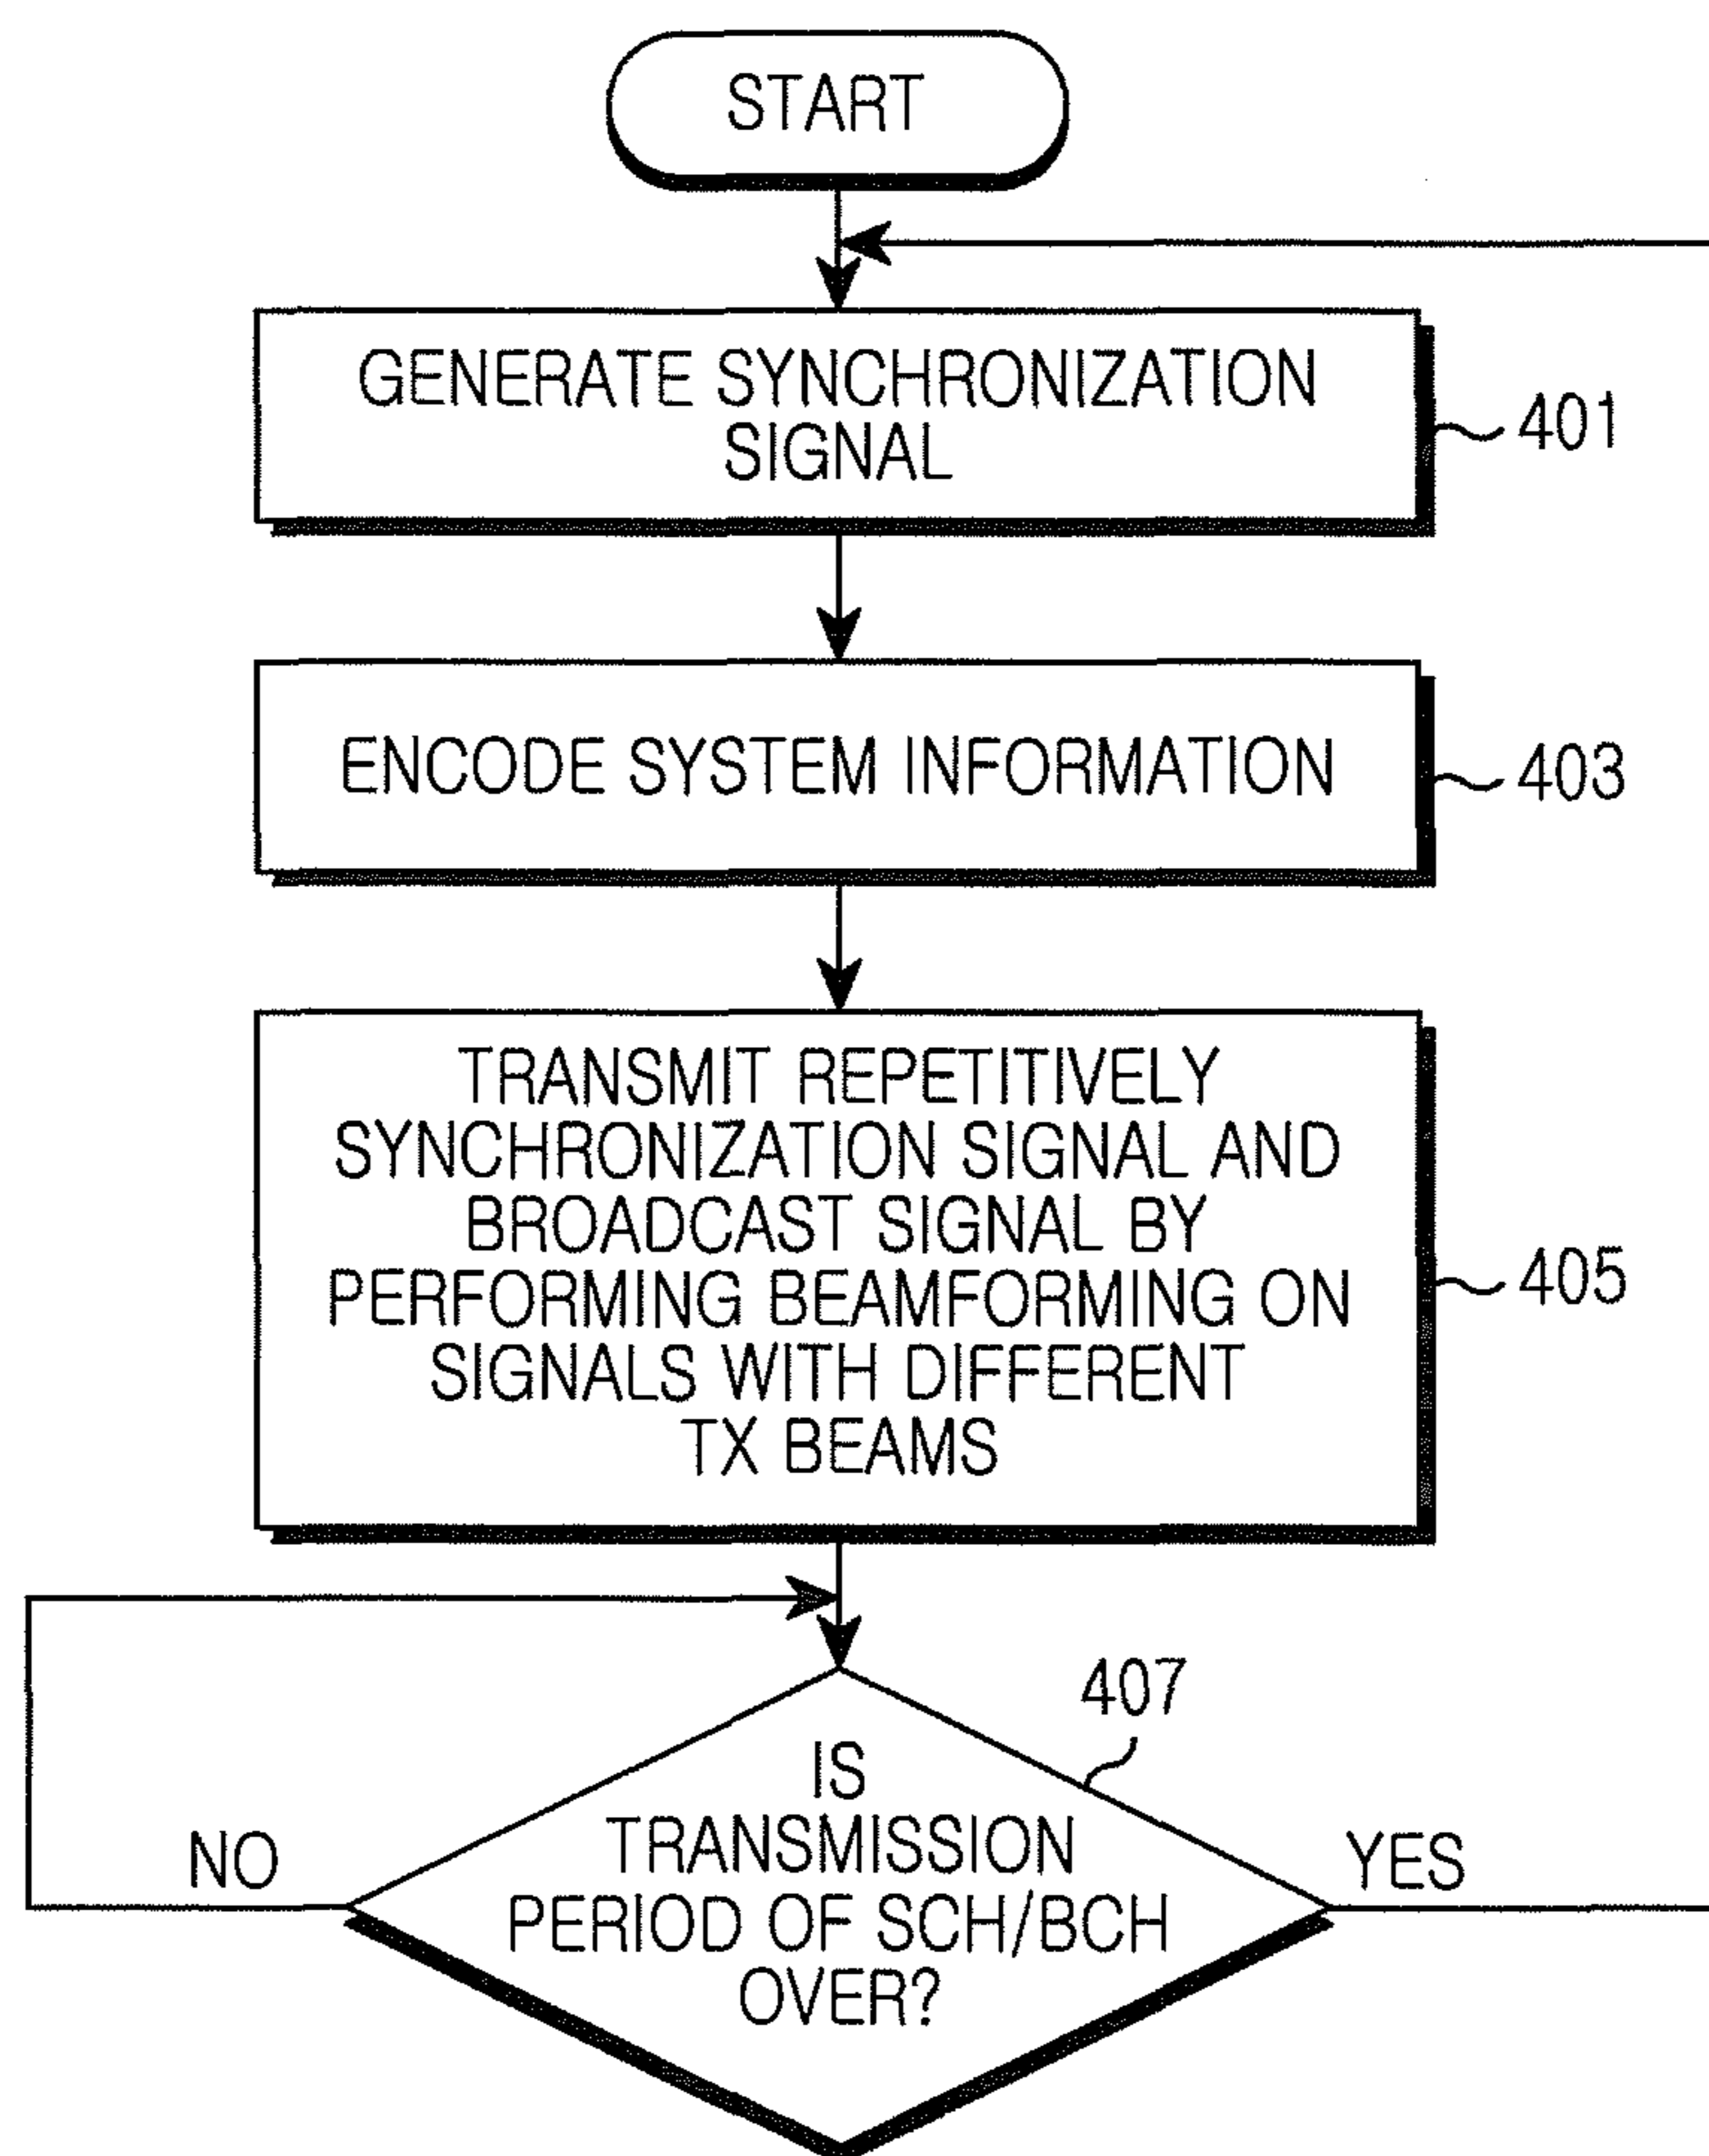 START
GENERATE SYNCHRONIZATION
SIGNAL
401
ENCODE SYSTEM INFORMATION
403
TRANSMIT REPETITIVELY
SYNCHRONIZATION SIGNAL AND
BROADCAST SIGNAL BY
PERFORMING BEAMFORMING ON
SIGNALS WITH DIFFERENT
TX BEAMS
405
407
IS
TRANSMISSION
PERIOD OF SCH/BCH
OVER?
NO
YES